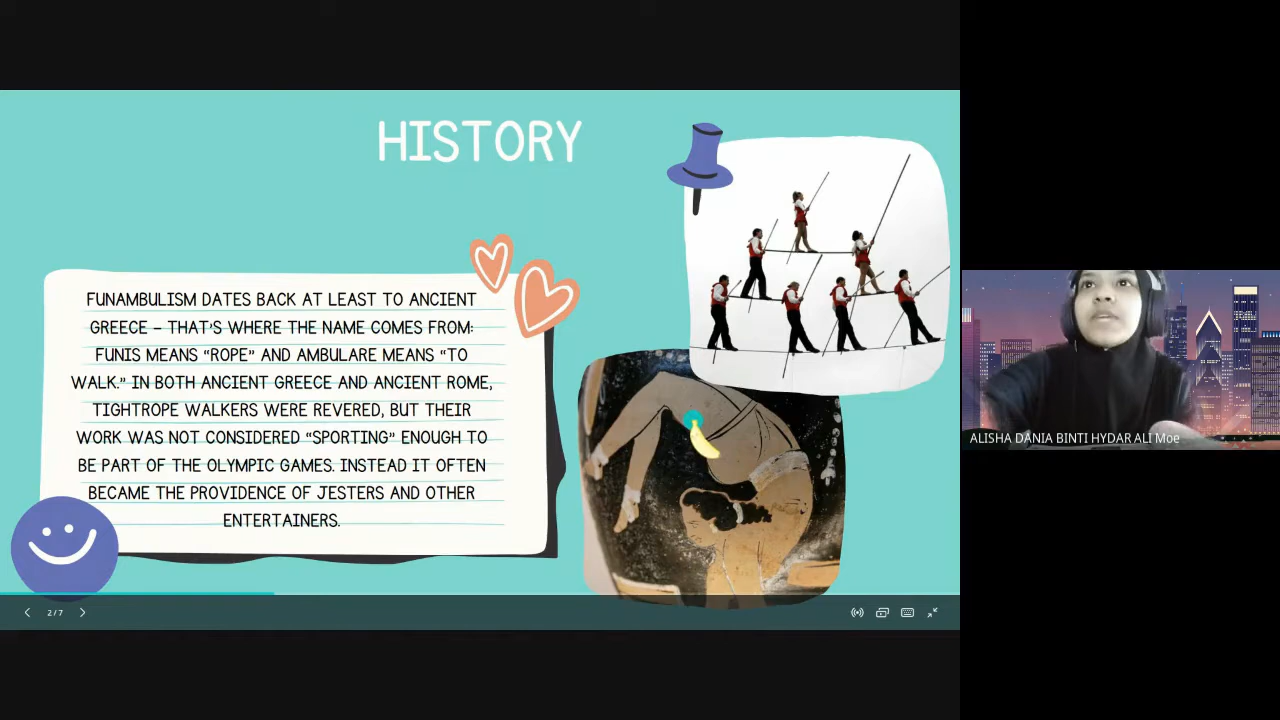 HISTORY
FUNAMBULISM DATES BACK AT LEAST TO ANCIENT
GREECE – THAT'S WHERE THE NAME COMES FROM:
FUNIS MEANS “ROPE” AND AMBULARE MEANS “TO
WALK.” IN BOTH ANCIENT GREECE AND ANCIENT ROME,
TIGHTROPE WALKERS WERE REVERED, BUT THEIR
WORK WAS NOT CONSIDERED “SPORTING” ENOUGH TO
BE PART OF THE OLYMPIC GAMES. INSTEAD IT OFTEN
BECAME THE PROVIDENCE OF JESTERS AND OTHER
ENTERTAINERS.
2/7
ALISHA DANIA BINTI HYDAR ALI Moe